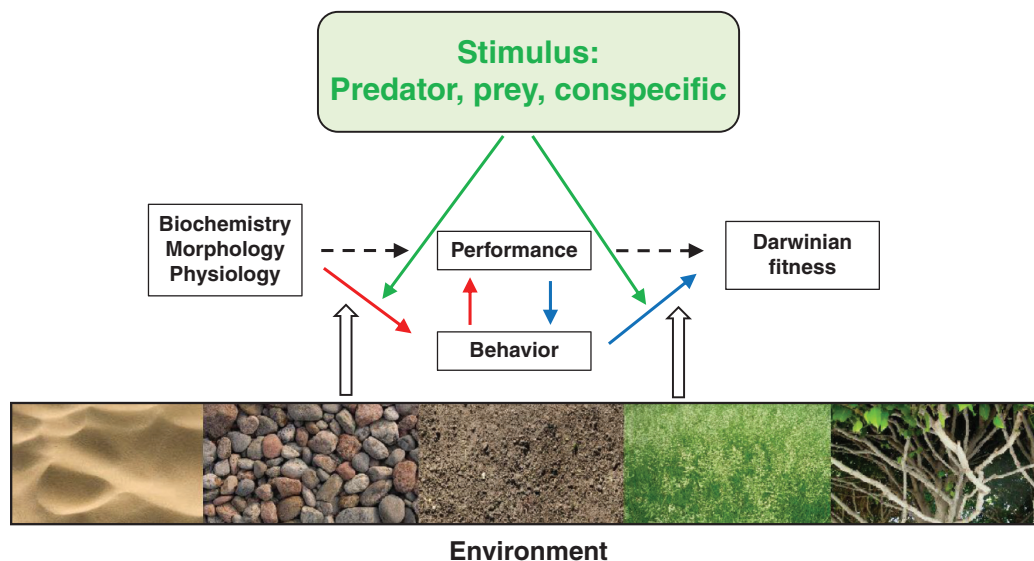 Stimulus:
Predator, prey, conspecific
Biochemistry
Morphology
Physiology
Performance
Darwinian
fitness
Behavior
Environment